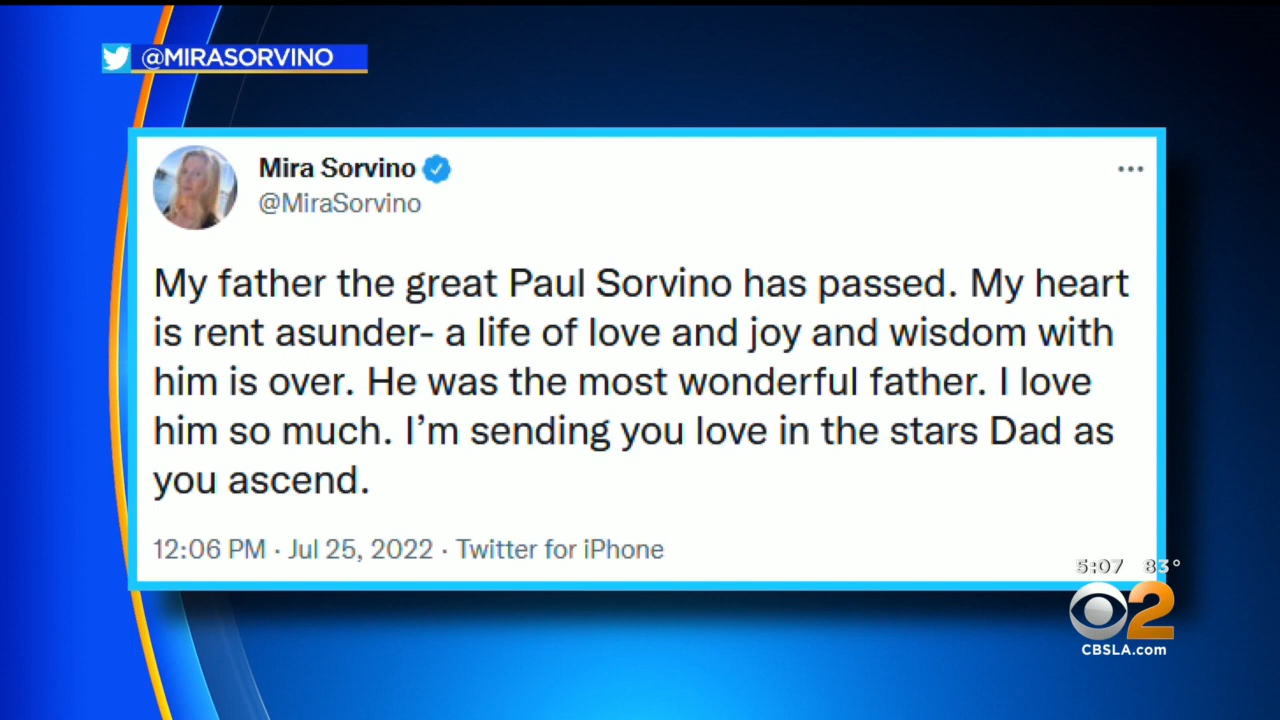 @MIRASORVINO
Mira Sorvino
@MiraSorvino
My father the great Paul Sorvino has passed. My heart
is rent asunder- a life of love and joy and wisdom with
him is over. He was the most wonderful father. I love
him so much. I’m sending you love in the stars Dad as
you ascend.
12:06 PM · Jul 25, 2022 · Twitter for iPhone
5:07 83°
2
CBSLA.com